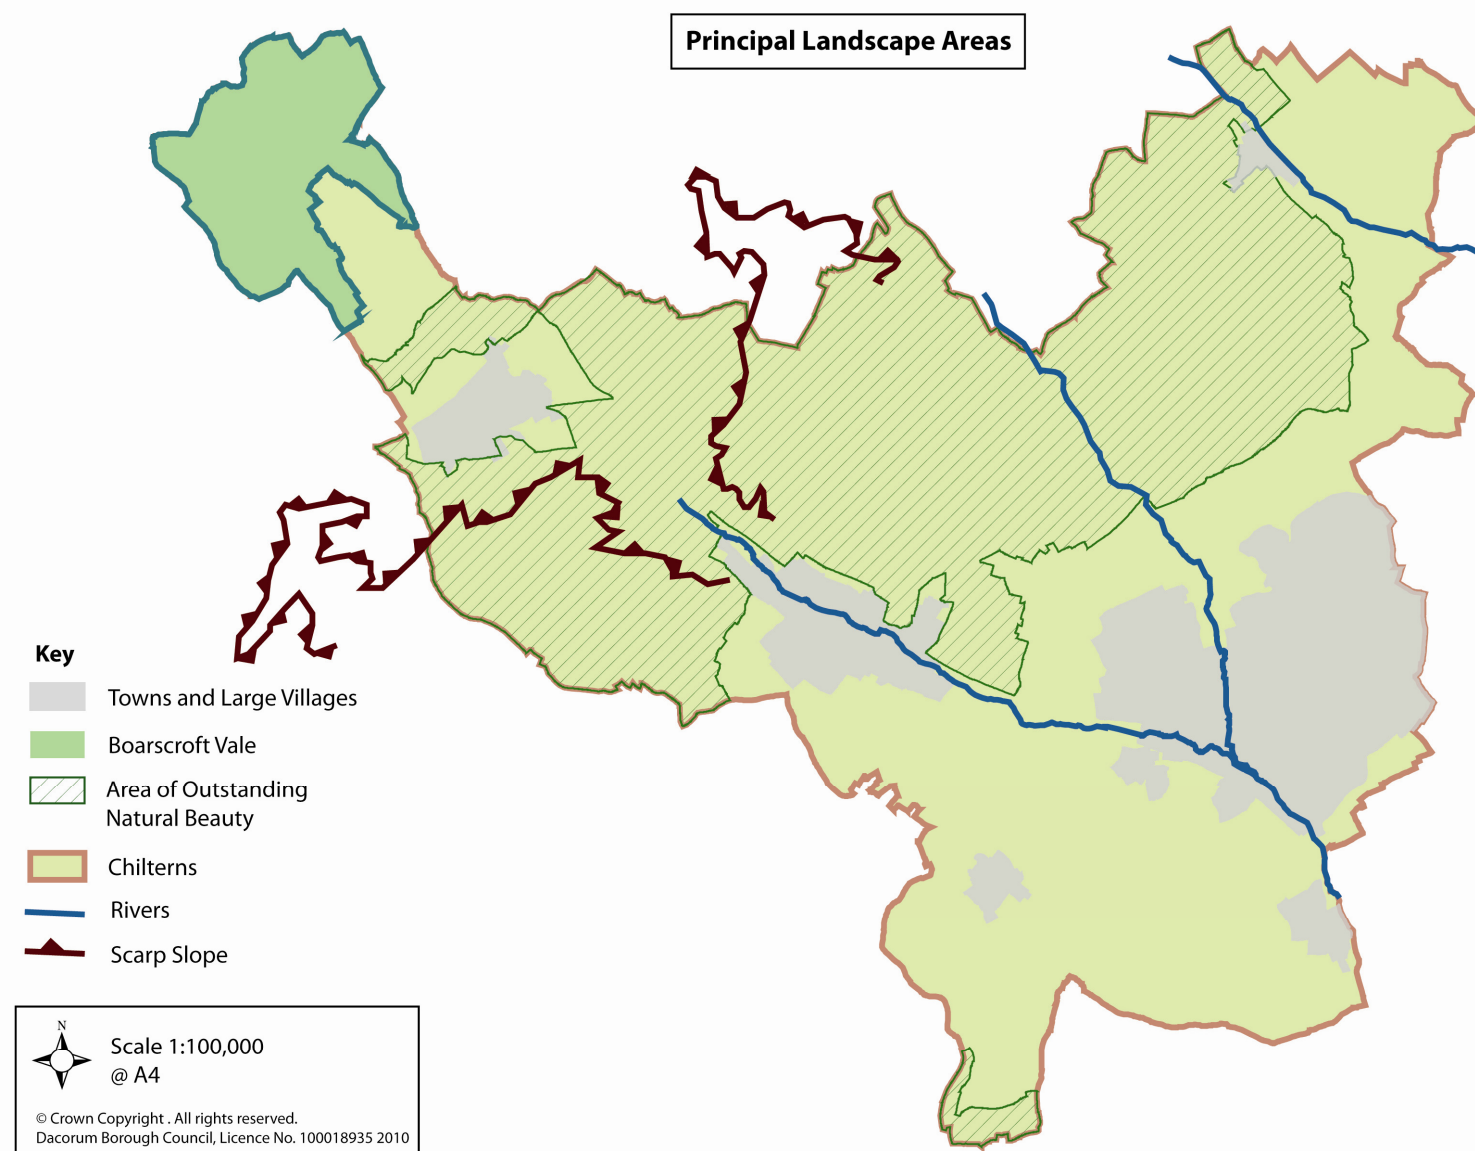 Principal Landscape Areas
Key
Towns and Large Villages
Boarscroft Vale
Area of Outstanding
Natural Beauty
Chilterns
Rivers
Scarp Slope
N
Scale 1:100,000
@ A4
© Crown Copyright . All rights reserved.
Dacorum Borough Council, Licence No. 100018935 2010